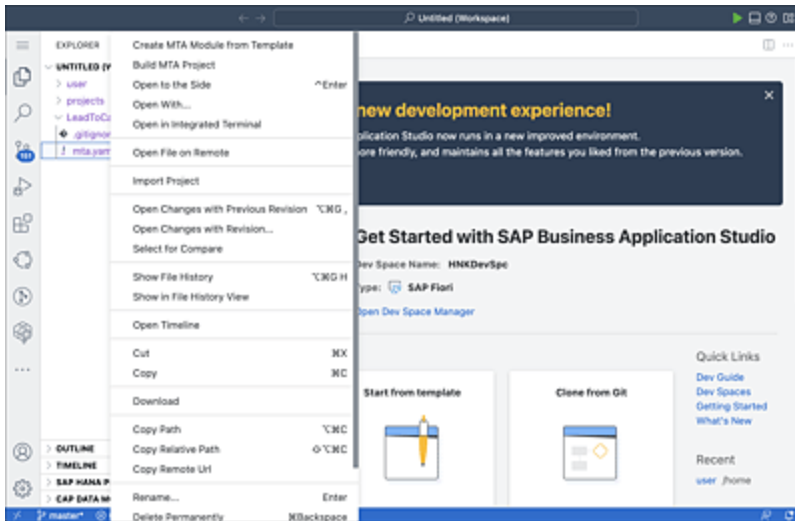 Untitled (Workspace)
EXPLORER
UNTITLED (W
user
projects
LeadToCa
.gitignor
mta.yam
191
OUTLINE
TIMELINE
SAP HANA P
CAP DATA M
master*
Create MTA Module from Template
Build MTA Project
Open to the Side ^Enter
Open With...
Open in Integrated Terminal
Open File on Remote
Import Project
Open Changes with Previous Revision ⌥⌘G ,
Open Changes with Revision...
Select for Compare
Show File History ⌥⌘G H
Show in File History View
Open Timeline
Cut ⌘X
Copy ⌘C
Download
Copy Path ⌥⌘C
Copy Relative Path ⇧⌥⌘C
Copy Remote Url
Rename... Enter
Delete Permanently ⌘Backspace
new development experience!
plication Studio now runs in a new improved environment.
ore friendly, and maintains all the features you liked from the previous version.
Get Started with SAP Business Application Studio
Dev Space Name: HNKDevSpc
ype: SAP Fiori
Open Dev Space Manager
Start from template
Clone from Git
Quick Links
Dev Guide
Dev Spaces
Getting Started
What's New
Recent
user /home